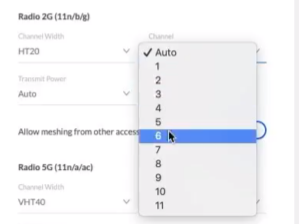 Radio 2G (11n/b/g)
Channel Width
Channel
HT20
✓ Auto
1
2
Transmit Power
3
Auto
4
5
Allow meshing from other access
6
7
Radio 5G (11n/a/ac)
8
9
Channel Width
10
VHT40
11